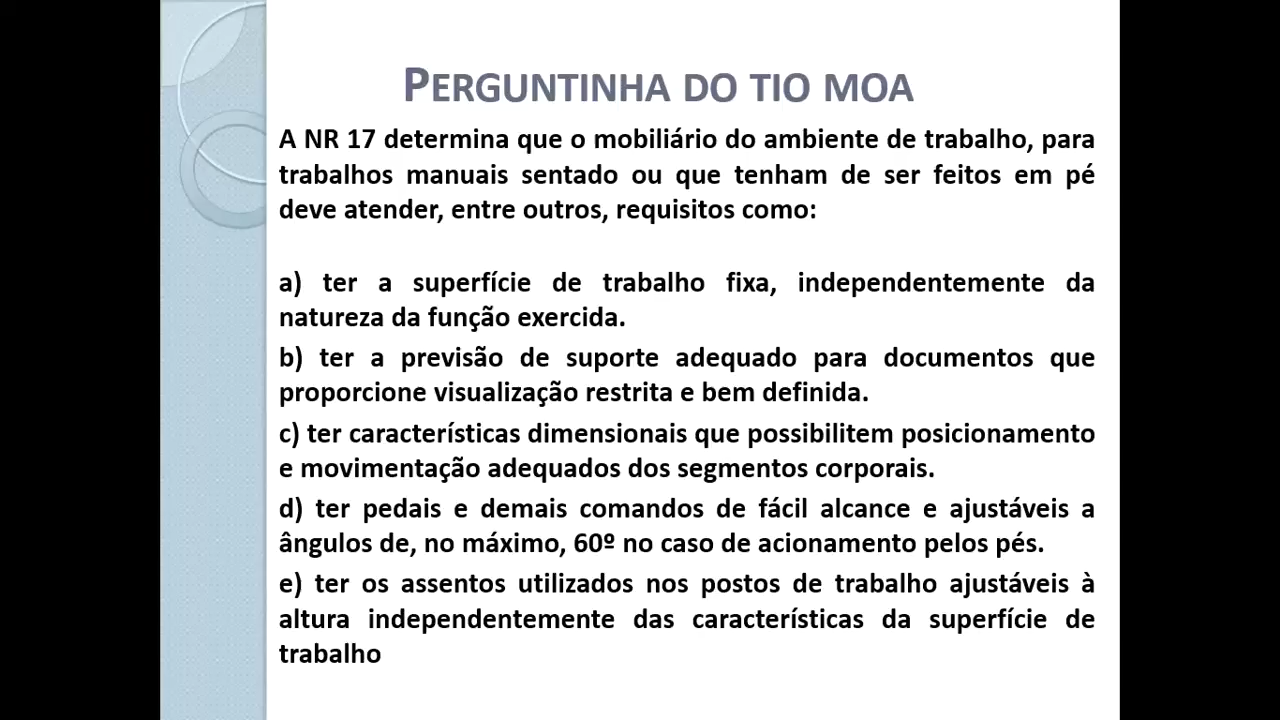 PERGUNTINHA DO TIO MOA
A NR 17 determina que o mobiliário do ambiente de trabalho, para
trabalhos manuais sentado ou que tenham de ser feitos em pé
deve atender, entre outros, requisitos como:
a) ter a superfície de trabalho fixa, independentemente da
natureza da função exercida.
b) ter a previsão de suporte adequado para documentos que
proporcione visualização restrita e bem definida.
c) ter características dimensionais que possibilitem posicionamento
e movimentação adequados dos segmentos corporais.
d) ter pedais e demais comandos de fácil alcance e ajustáveis a
ângulos de, no máximo, 60º no caso de acionamento pelos pés.
e) ter os assentos utilizados nos postos de trabalho ajustáveis à
altura independentemente das características da superfície de
trabalho